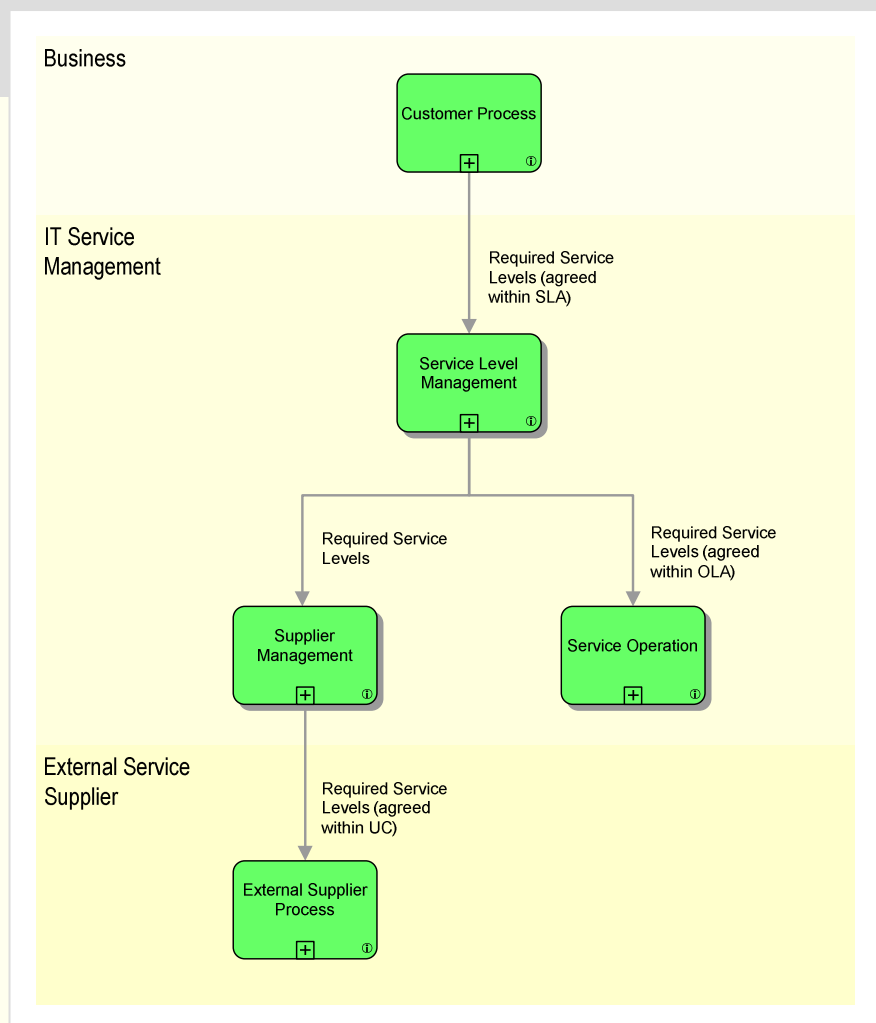 Business
Customer Process
IT Service
Management
Required Service
Levels (agreed
within SLA)
Service Level
Management
Required Service
Levels
Required Service
Levels (agreed
within OLA)
Supplier
Management
Service Operation
External Service
Supplier
Required Service
Levels (agreed
within UC)
External Supplier
Process